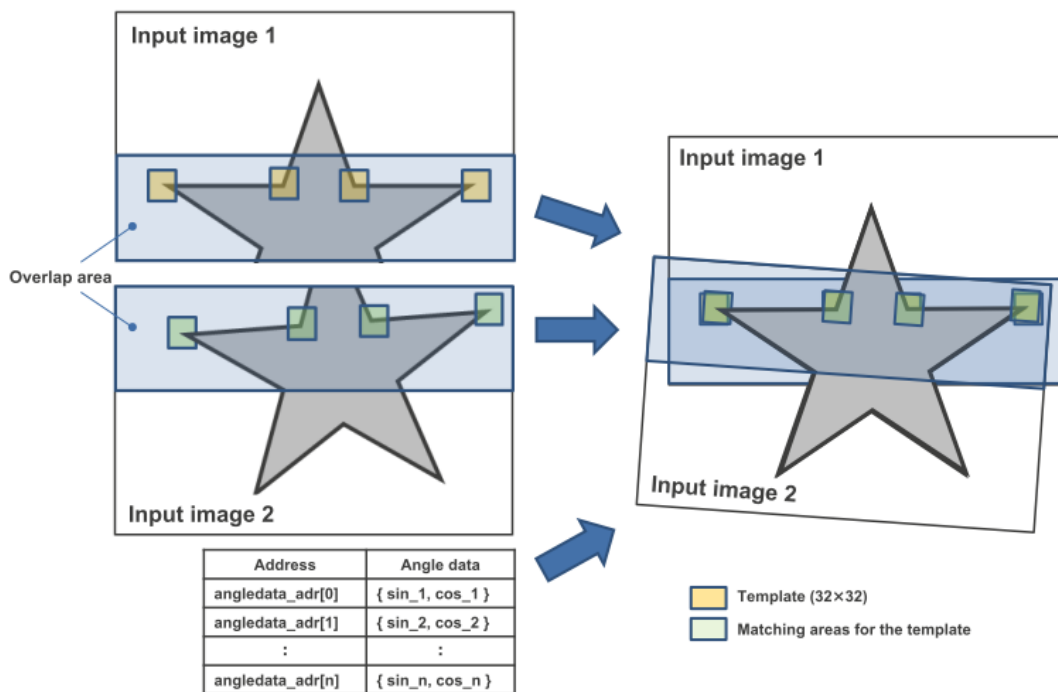 Input image 1
Overlap area
Input image 2
Address Angle data
angledata_adr[0] { sin_1, cos_1 }
angledata_adr[1] { sin_2, cos_2 }
: :
angledata_adr[n] { sin_n, cos_n }
Input image 1
Input image 2
Template (32×32)
Matching areas for the template